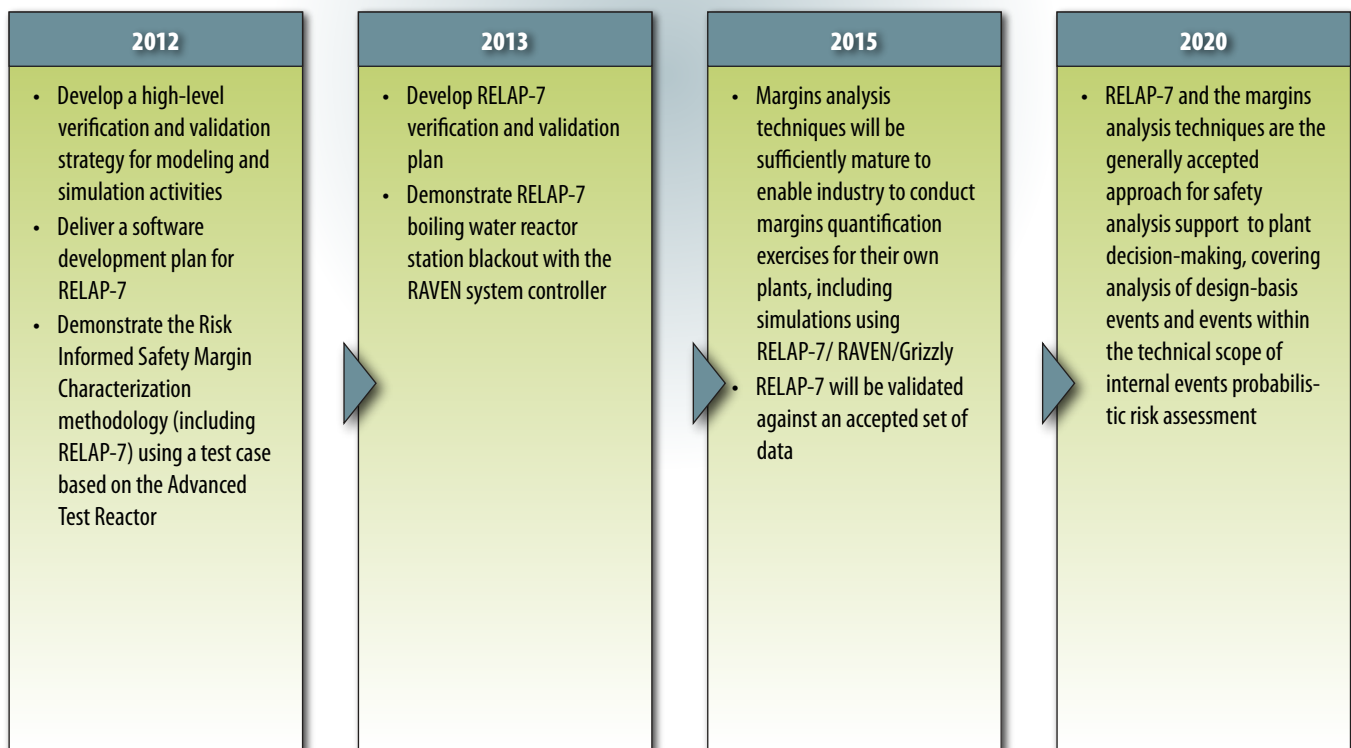 2012
• Develop a high-level
verification and validation
strategy for modeling and
simulation activities
• Deliver a software
development plan for
RELAP-7
• Demonstrate the Risk
Informed Safety Margin
Characterization
methodology (including
RELAP-7) using a test case
based on the Advanced
Test Reactor
2013
• Develop RELAP-7
verification and validation
plan
• Demonstrate RELAP-7
boiling water reactor
station blackout with the
RAVEN system controller
2015
• Margins analysis
techniques will be
sufficiently mature to
enable industry to conduct
margins quantification
exercises for their own
plants, including
simulations using
RELAP-7/ RAVEN/Grizzly
• RELAP-7 will be validated
against an accepted set of
data
2020
• RELAP-7 and the margins
analysis techniques are the
generally accepted
approach for safety
analysis support to plant
decision-making, covering
analysis of design-basis
events and events within
the technical scope of
internal events probabilis-
tic risk assessment